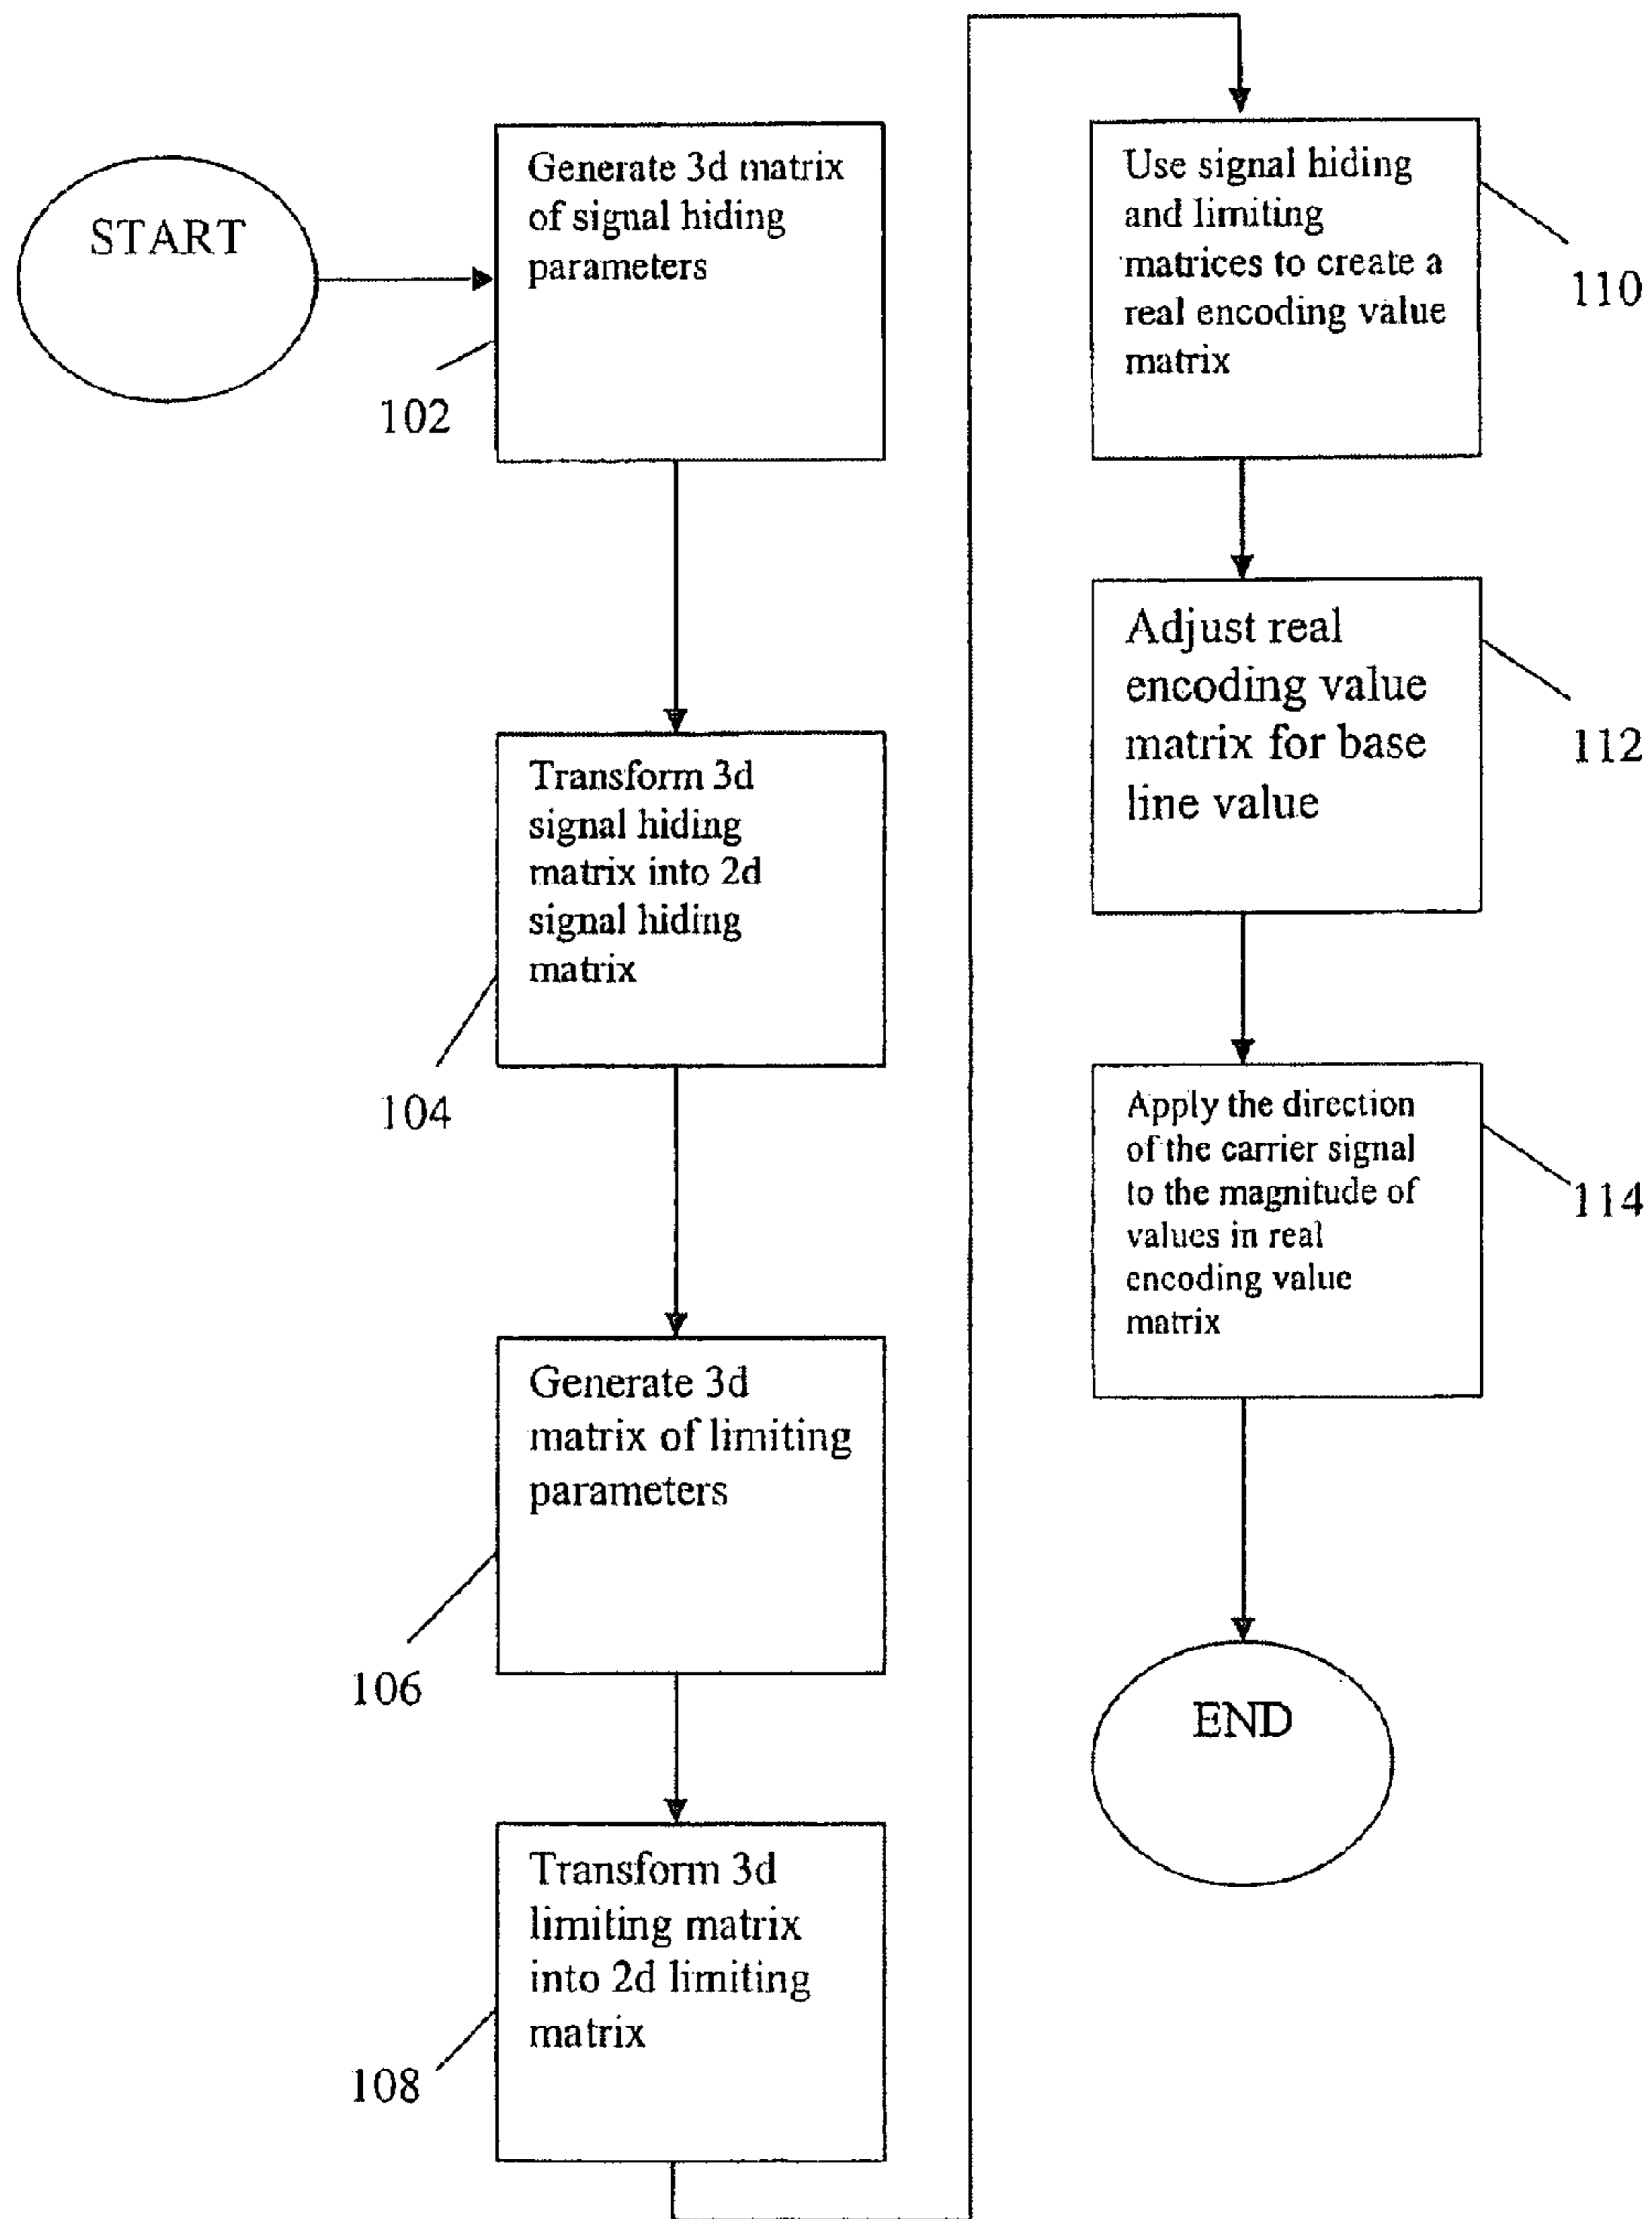 START
Generate 3d matrix
of signal hiding
parameters
102
Transform 3d
signal hiding
matrix into 2d
signal hiding
matrix
104
Generate 3d
matrix of limiting
parameters
106
Transform 3d
limiting matrix
into 2d limiting
matrix
108
Use signal hiding
and limiting
matrices to create a
real encoding value
matrix
110
Adjust real
encoding value
matrix for base
line value
112
Apply the direction
of the carrier signal
to the magnitude of
values in real
encoding value
matrix
114
END